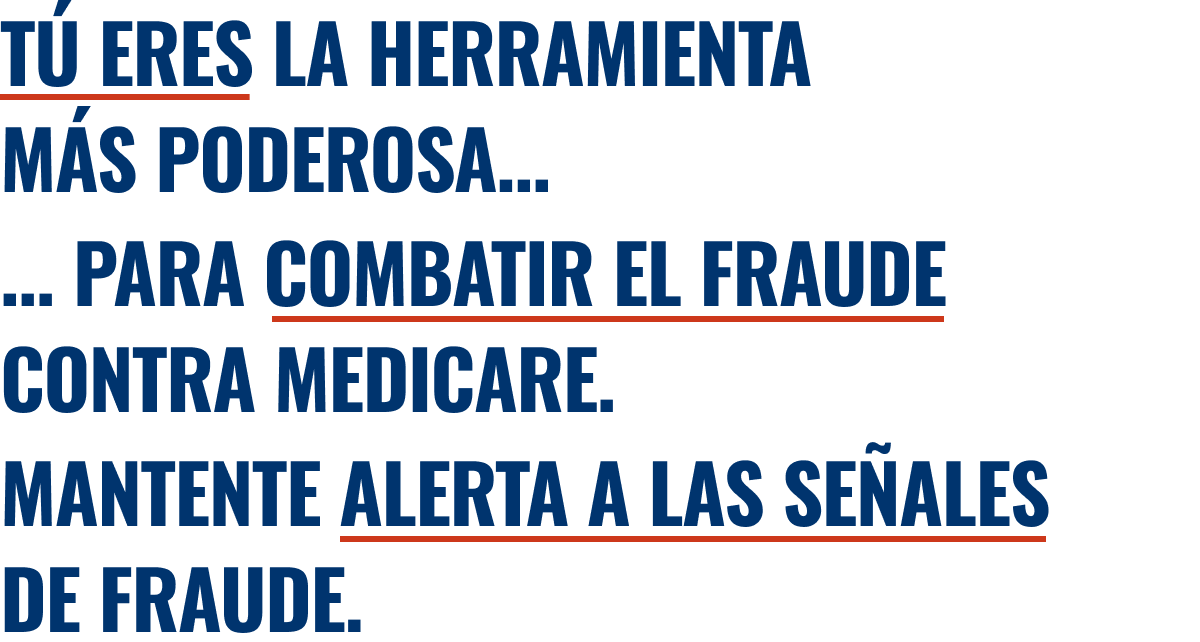 TÚ ERES LA HERRAMIENTA
MÁS PODEROSA...
... PARA COMBATIR EL FRAUDE
CONTRA MEDICARE.
MANTENTE ALERTA A LAS SEÑALES
DE FRAUDE.